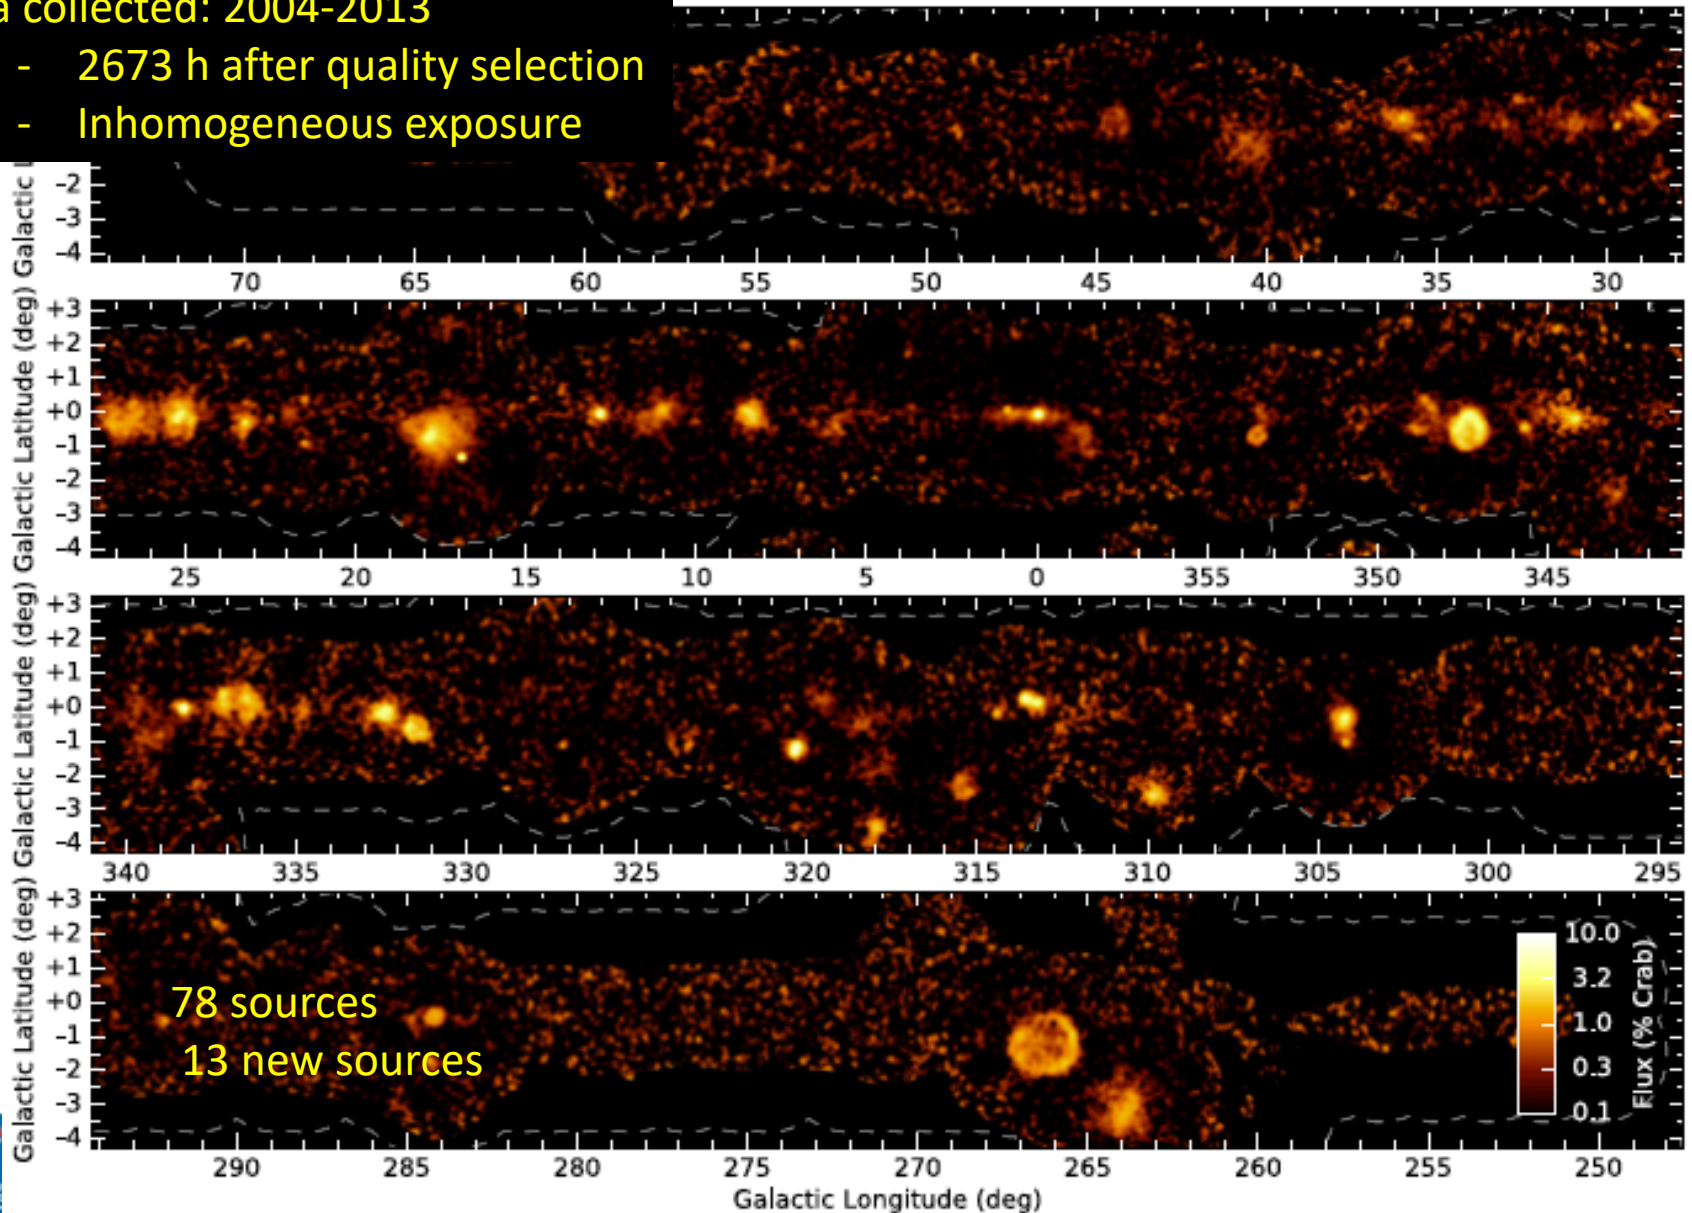 a collected: 2004-2013
- 2673 h after quality selection
- Inhomogeneous exposure
Galactic
-2
-3
-4
70 65 60 55 50 45 40 35 30
Galactic Latitude (deg)
+3
+2
+1
+0
-1
-2
-3
-4
25 20 15 10 5 0 355 350 345
Galactic Latitude (deg)
+3
+2
+1
+0
-1
-2
-3
-4
340 335 330 325 320 315 310 305 300 295
Galactic Latitude (deg)
+3
+2
+1
+0
-1
-2
-3
-4
78 sources
13 new sources
10.0
3.2
1.0
0.3
0.1
Flux (% Crab)
290 285 280 275 270 265 260 255 250
Galactic Longitude (deg)